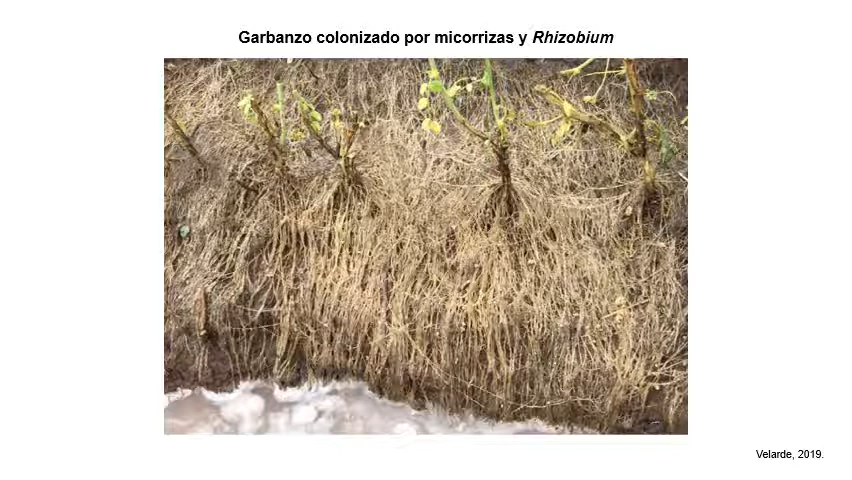 Garbanzo colonizado por micorrizas y Rhizobium
Velarde, 2019.